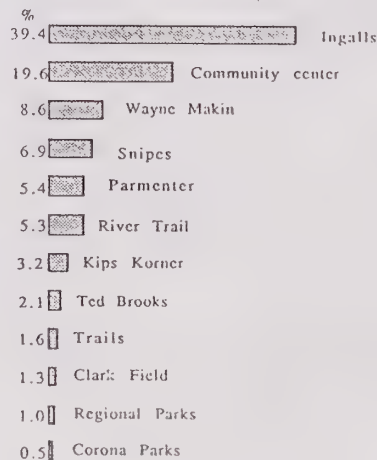 %
39.4 Ingalls
19.6 Community center
8.6 Wayne Makin
6.9 Snipes
5.4 Parmenter
5.3 River Trail
3.2 Kips Korner
2.1 Ted Brooks
1.6 Trails
1.3 Clark Field
1.0 Regional Parks
0.5 Corona Parks